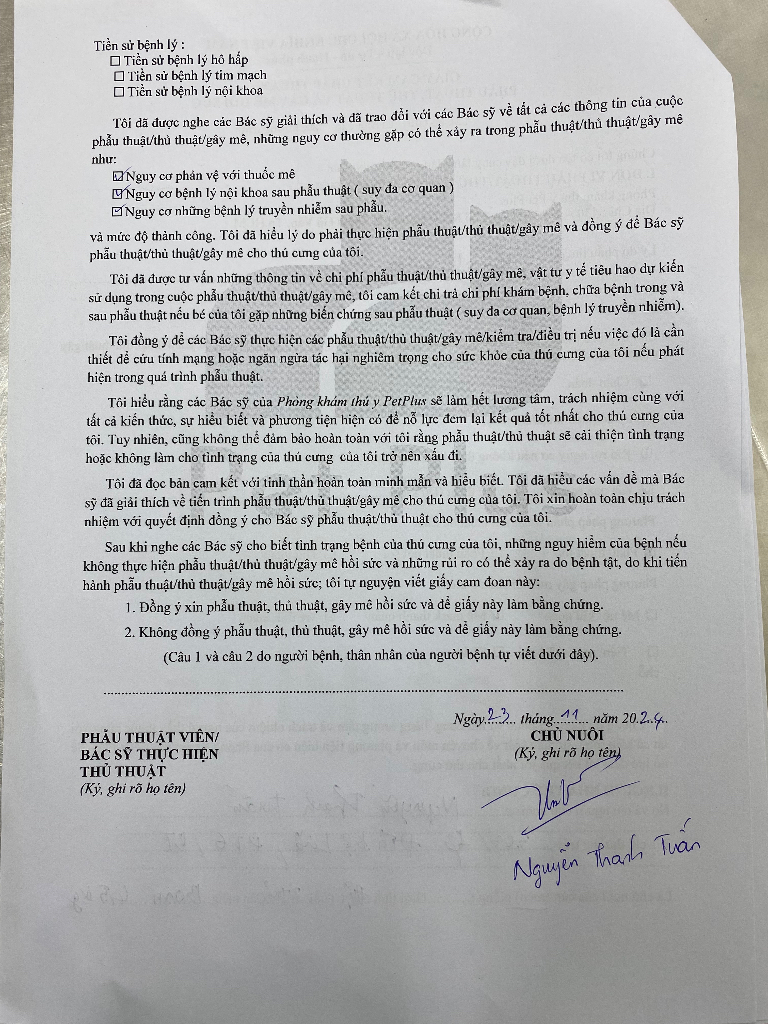 Tiền sử bệnh lý :
☐ Tiền sử bệnh lý hô hấp
☐ Tiền sử bệnh lý tim mạch
☐ Tiền sử bệnh lý nội khoa
Tôi đã được nghe các Bác sỹ giải thích và đã trao đổi với các Bác sỹ về tất cả các thông tin của cuộc
phẫu thuật/thủ thuật/gây mê, những nguy cơ thường gặp có thể xảy ra trong phẫu thuật/thủ thuật/gây mê
như:
☑ Nguy cơ phản vệ với thuốc mê
☑ Nguy cơ bệnh lý nội khoa sau phẫu thuật ( suy đa cơ quan )
☑ Nguy cơ những bệnh lý truyền nhiễm sau phẫu.
và mức độ thành công. Tôi đã hiểu lý do phải thực hiện phẫu thuật/thủ thuật/gây mê và đồng ý để Bác sỹ
phẫu thuật/thủ thuật/gây mê cho thú cưng của tôi.
Tôi đã được tư vấn những thông tin về chi phí phẫu thuật/thủ thuật/gây mê, vật tư y tế tiêu hao dự kiến
sử dụng trong cuộc phẫu thuật/thủ thuật/gây mê, tôi cam kết chi trả chi phí khám bệnh, chữa bệnh trong và
sau phẫu thuật nếu bé của tôi gặp những biến chứng sau phẫu thuật ( suy đa cơ quan, bệnh lý truyền nhiễm).
Tôi đồng ý để các Bác sỹ thực hiện các phẫu thuật/thủ thuật/gây mê/kiểm tra/điều trị nếu việc đó là cần
thiết để cứu tính mạng hoặc ngăn ngừa tác hại nghiêm trọng cho sức khỏe của thú cưng của tôi nếu phát
hiện trong quá trình phẫu thuật.
Tôi hiểu rằng các Bác sỹ của Phòng khám thú y PetPlus sẽ làm hết lương tâm, trách nhiệm cùng với
tất cả kiến thức, sự hiểu biết và phương tiện hiện có để nỗ lực đem lại kết quả tốt nhất cho thú cưng của
tôi. Tuy nhiên, cũng không thể đảm bảo hoàn toàn với tôi rằng phẫu thuật/thủ thuật sẽ cải thiện tình trạng
hoặc không làm cho tình trạng của thú cưng của tôi trở nên xấu đi.
Tôi đã đọc bản cam kết với tinh thần hoàn toàn minh mẫn và hiểu biết. Tôi đã hiểu các vấn đề mà Bác
sỹ đã giải thích về tiến trình phẫu thuật/thủ thuật/gây mê cho thú cưng của tôi. Tôi xin hoàn toàn chịu trách
nhiệm với quyết định đồng ý cho Bác sỹ phẫu thuật/thủ thuật cho thú cưng của tôi.
Sau khi nghe các Bác sỹ cho biết tình trạng bệnh của thú cưng của tôi, những nguy hiểm của bệnh nếu
không thực hiện phẫu thuật/thủ thuật/gây mê hồi sức và những rủi ro có thể xảy ra do bệnh tật, do khi tiến
hành phẫu thuật/thủ thuật/gây mê hồi sức; tôi tự nguyện viết giấy cam đoan này:
1. Đồng ý xin phẫu thuật, thủ thuật, gây mê hồi sức và để giấy này làm bằng chứng.
2. Không đồng ý phẫu thuật, thủ thuật, gây mê hồi sức và để giấy này làm bằng chứng.
(Câu 1 và câu 2 do người bệnh, thân nhân của người bệnh tự viết dưới đây).
Ngày 23 tháng 11 năm 2024
PHẪU THUẬT VIÊN/
BÁC SỸ THỰC HIỆN
THỦ THUẬT
(Ký, ghi rõ họ tên)
CHỦ NUÔI
(Ký, ghi rõ họ tên)
Nguyễn Thanh Tuấn